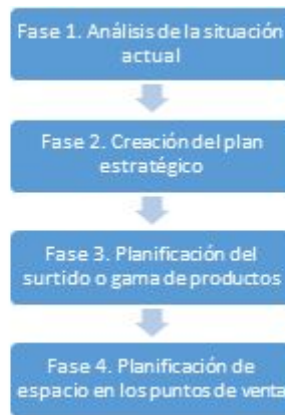 Fase 1. Análisis de la situación
actual
Fase 2. Creación del plan
estratégico
Fase 3. Planificación del
surtido o gama de productos
Fase 4. Planificación de
espacio en los puntos de venta